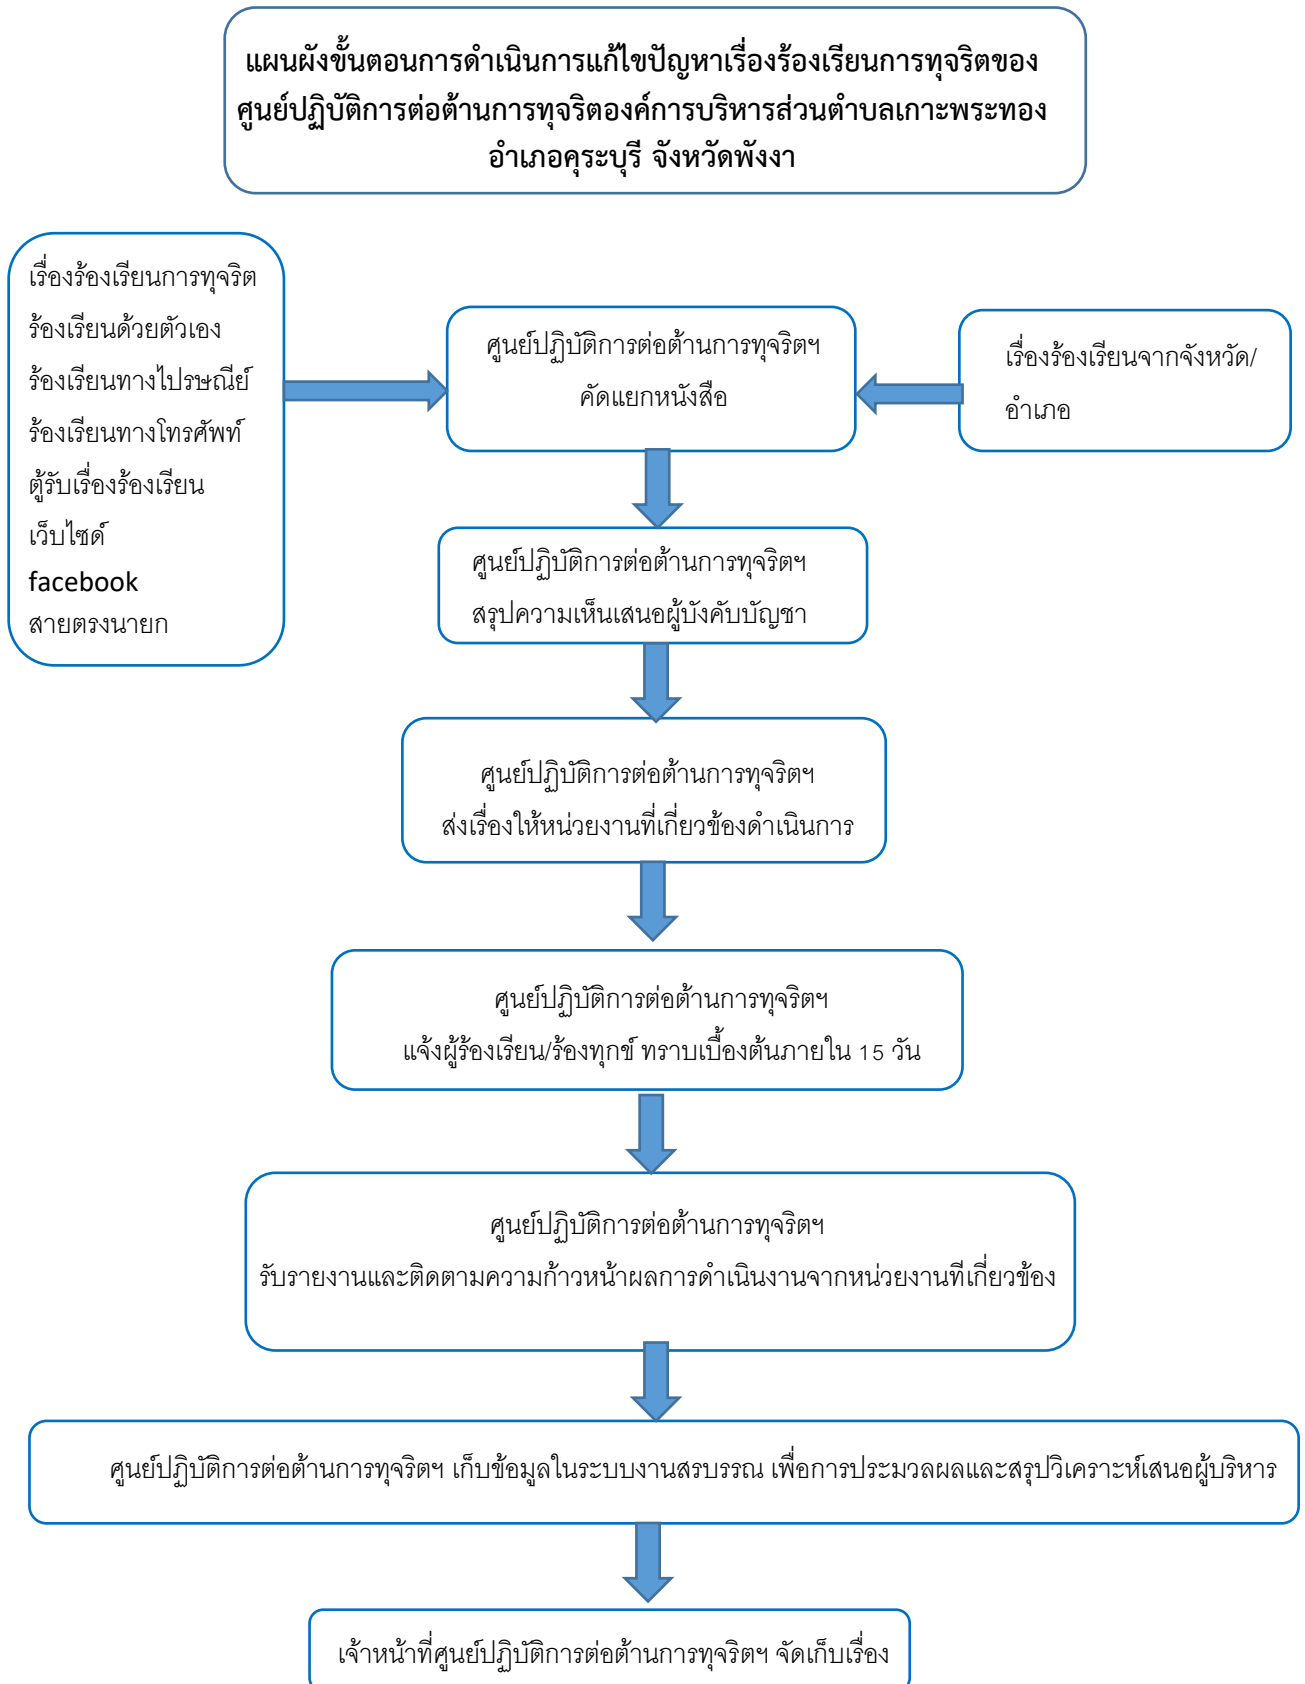 แผนผังขั้นตอนการดำเนินการแก้ไขปัญหาเรื่องร้องเรียนการทุจริตของ
ศูนย์ปฏิบัติการต่อต้านการทุจริตองค์การบริหารส่วนตำบลเกาะพระทอง
อำเภอคุระบุรี จังหวัดพังงา
เรื่องร้องเรียนการทุจริต
ร้องเรียนด้วยตัวเอง
ร้องเรียนทางไปรษณีย์
ร้องเรียนทางโทรศัพท์
ตู้รับเรื่องร้องเรียน
เว็บไซด์
facebook
สายตรงนายก
ศูนย์ปฏิบัติการต่อต้านการทุจริตฯ
คัดแยกหนังสือ
เรื่องร้องเรียนจากจังหวัด/
อำเภอ
ศูนย์ปฏิบัติการต่อต้านการทุจริตฯ
สรุปความเห็นเสนอผู้บังคับบัญชา
ศูนย์ปฏิบัติการต่อต้านการทุจริตฯ
ส่งเรื่องให้หน่วยงานที่เกี่ยวข้องดำเนินการ
ศูนย์ปฏิบัติการต่อต้านการทุจริตฯ
แจ้งผู้ร้องเรียน/ร้องทุกข์ ทราบเบื้องต้นภายใน 15 วัน
ศูนย์ปฏิบัติการต่อต้านการทุจริตฯ
รับรายงานและติดตามความก้าวหน้าผลการดำเนินงานจากหน่วยงานทีเกี่ยวข้อง
ศูนย์ปฏิบัติการต่อต้านการทุจริตฯ เก็บข้อมูลในระบบงานสรบรรณ เพื่อการประมวลผลและสรุปวิเคราะห์เสนอผู้บริหาร
เจ้าหน้าที่ศูนย์ปฏิบัติการต่อต้านการทุจริตฯ จัดเก็บเรื่อง